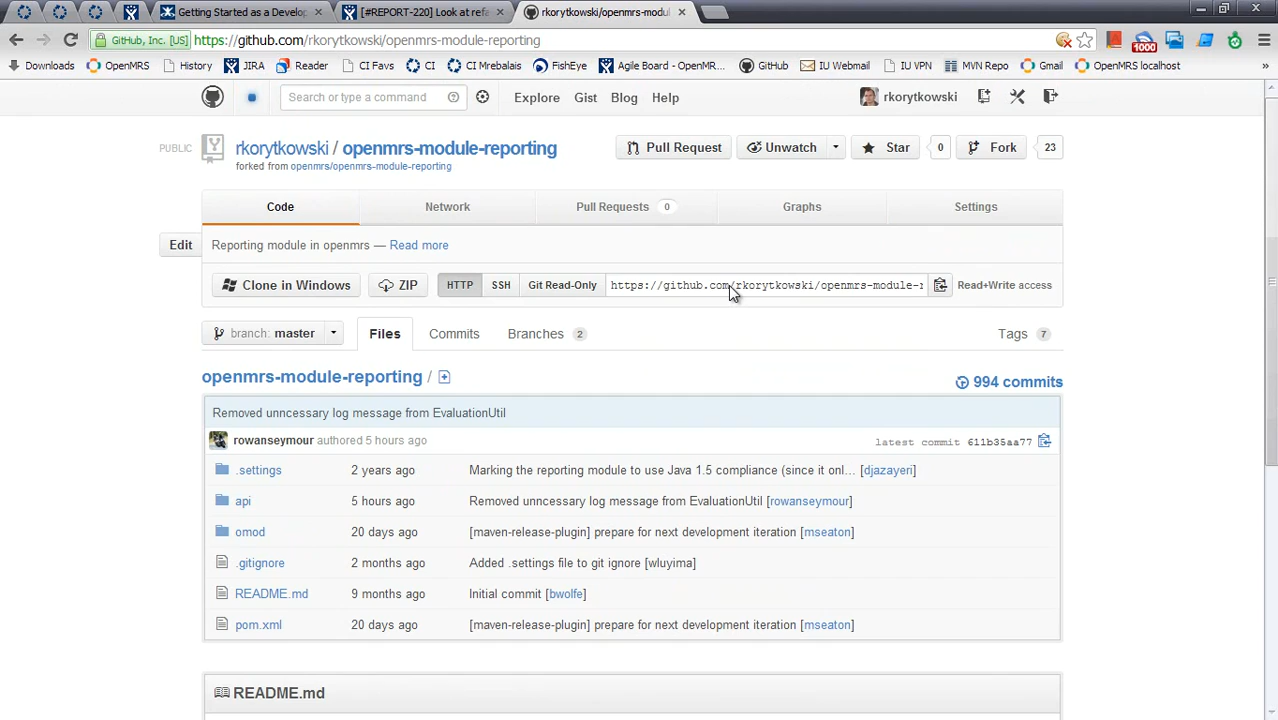 Getting Started as a Develop × [#REPORT-220] Look at refa × rkorytkowski/openmrs-modul ×
GitHub, Inc. [US] https://github.com/rkorytkowski/openmrs-module-reporting 1000
Downloads OpenMRS History JIRA Reader CI Favs CI CI Mrebalais FishEye Agile Board - OpenMR... GitHub IU Webmail IU VPN MVN Repo Gmail OpenMRS localhost »
Search or type a command Explore Gist Blog Help rkorytkowski
PUBLIC rkorytkowski / openmrs-module-reporting Pull Request Unwatch Star 0 Fork 23
forked from openmrs/openmrs-module-reporting
Code Network Pull Requests 0 Graphs Settings
Edit Reporting module in openmrs — Read more
Clone in Windows ZIP HTTP SSH Git Read-Only https://github.com/rkorytkowski/openmrs-module-r Read+Write access
branch: master Files Commits Branches 2 Tags 7
openmrs-module-reporting / 994 commits
Removed unncessary log message from EvaluationUtil
rowanseymour authored 5 hours ago latest commit 611b35aa77
.settings 2 years ago Marking the reporting module to use Java 1.5 compliance (since it onl... [djazayeri]
api 5 hours ago Removed unncessary log message from EvaluationUtil [rowanseymour]
omod 20 days ago [maven-release-plugin] prepare for next development iteration [mseaton]
.gitignore 2 months ago Added .settings file to git ignore [wluyima]
README.md 9 months ago Initial commit [bwolfe]
pom.xml 20 days ago [maven-release-plugin] prepare for next development iteration [mseaton]
README.md